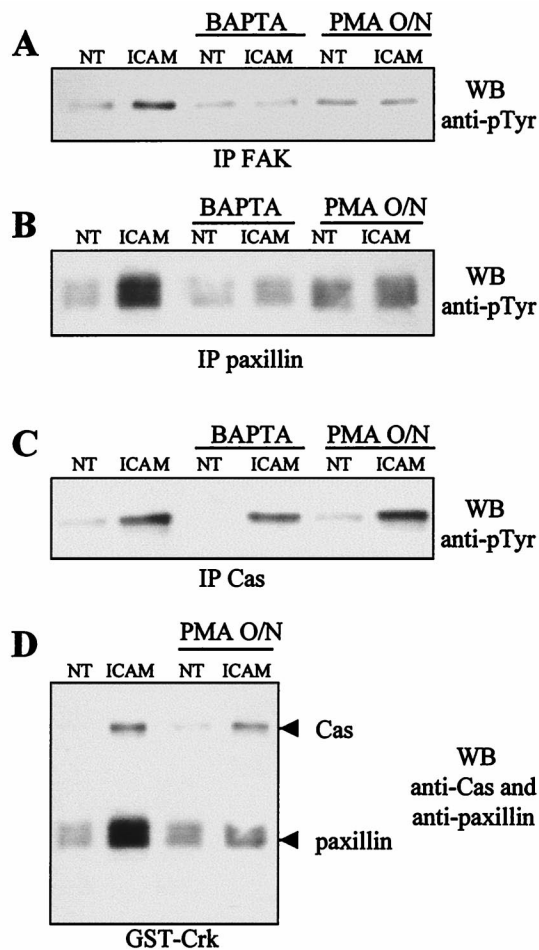 A
BAPTA PMA O/N
NT ICAM NT ICAM NT ICAM
WB
anti-pTyr
IP FAK
B
BAPTA PMA O/N
NT ICAM NT ICAM NT ICAM
WB
anti-pTyr
IP paxillin
C
BAPTA PMA O/N
NT ICAM NT ICAM NT ICAM
WB
anti-pTyr
IP Cas
D
PMA O/N
NT ICAM NT ICAM
Cas
WB
anti-Cas and
anti-paxillin
paxillin
GST-Crk